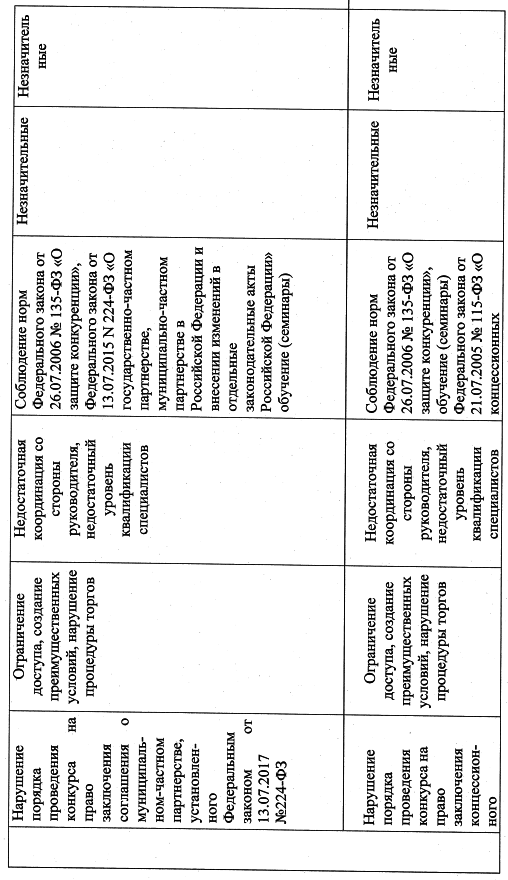 Нарушение
порядка
проведения
конкурса на
право
заключения
соглашения о
муниципаль-
ном-частном
партнерстве,
установлен-
ного
Федеральным
законом от
13.07.2017
№224-ФЗ
Ограничение
доступа, создание
преимущественных
условий, нарушение
процедуры торгов
Недостаточная
координация со
стороны
руководителя,
недостаточный
уровень
квалификации
специалистов
Соблюдение норм
Федерального закона от
26.07.2006 № 135-ФЗ «О
защите конкуренции»,
Федерального закона от
13.07.2015 N 224-ФЗ «О
государственно-частном
партнерстве,
муниципально-частном
партнерстве в
Российской Федерации и
внесении изменений в
отдельные
законодательные акты
Российской Федерации»
обучение (семинары)
Незначительные
Незначитель
ные
Нарушение
порядка
проведения
конкурса на
право
заключения
концессион-
ного
Ограничение
доступа, создание
преимущественных
условий, нарушение
процедуры торгов
Недостаточная
координация со
стороны
руководителя,
недостаточный
уровень
квалификации
специалистов
Соблюдение норм
Федерального закона от
26.07.2006 № 135-ФЗ «О
защите конкуренции»,
обучение (семинары)
Федерального закона от
21.07.2005 № 115-ФЗ «О
концессионных
Незначительные
Незначитель
ные